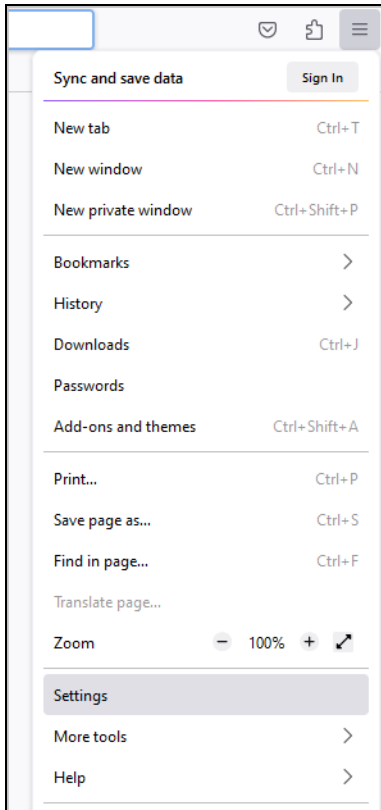 Sync and save data Sign In
New tab Ctrl+T
New window Ctrl+N
New private window Ctrl+Shift+P
Bookmarks
History
Downloads Ctrl+J
Passwords
Add-ons and themes Ctrl+Shift+A
Print... Ctrl+P
Save page as... Ctrl+S
Find in page... Ctrl+F
Translate page...
Zoom − 100% +
Settings
More tools
Help